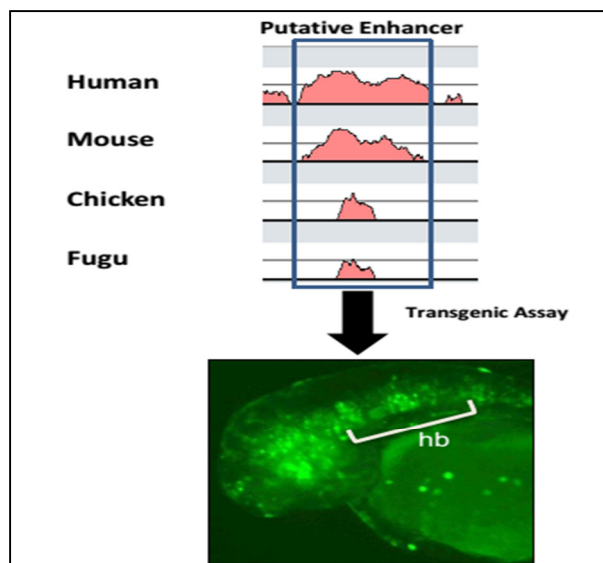 Putative Enhancer
Human
Mouse
Chicken
Fugu
Transgenic Assay
hb